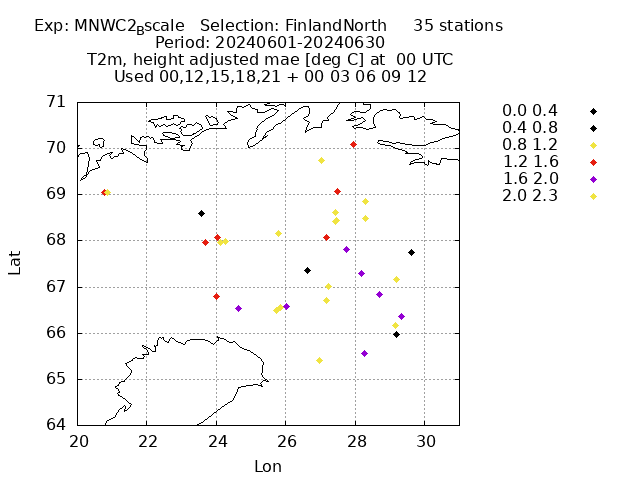 Exp: MNWC2Bscale Selection: FinlandNorth 35 stations
Period: 20240601-20240630
T2m, height adjusted mae [deg C] at 00 UTC
Used 00,12,15,18,21 + 00 03 06 09 12
71
70
69
68
67
66
65
64
Lat
20 22 24 26 28 30
Lon
0.0 0.4
0.4 0.8
0.8 1.2
1.2 1.6
1.6 2.0
2.0 2.3